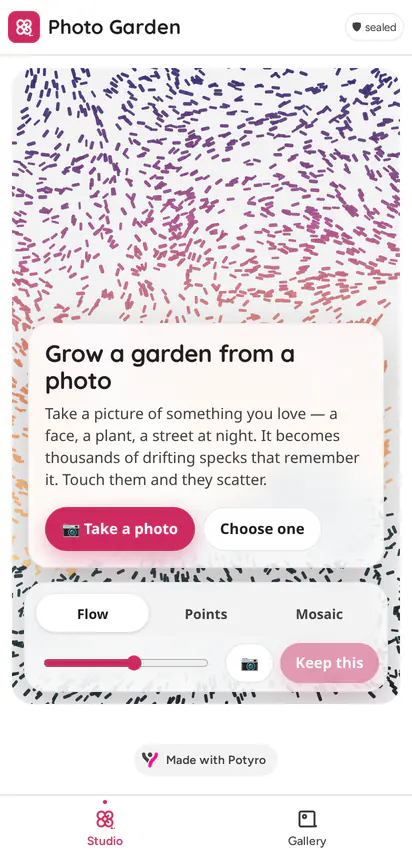 Photo Garden
sealed
Grow a garden from a
photo
Take a picture of something you love — a
face, a plant, a street at night. It becomes
thousands of drifting specks that remember
it. Touch them and they scatter.
📷 Take a photo
Choose one
Flow
Points
Mosaic
Keep this
Made with Potyro
Studio
Gallery